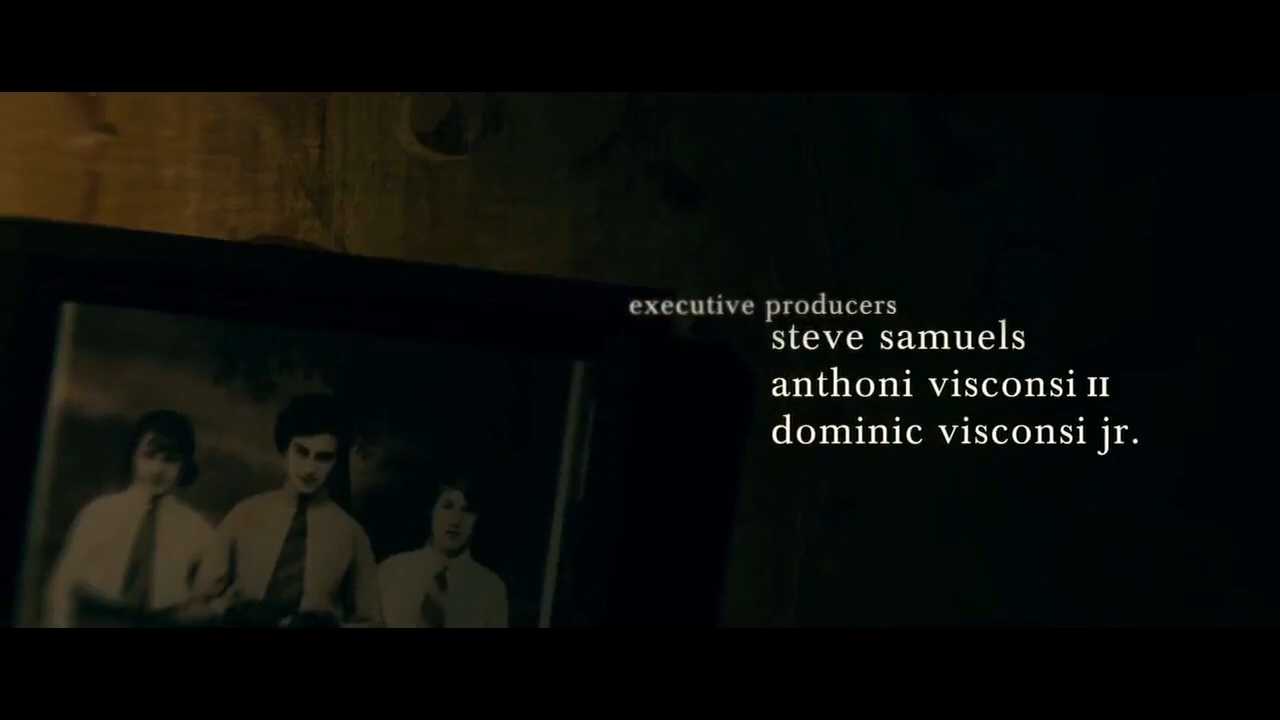 executive producers
steve samuels
anthoni visconsi II
dominic visconsi jr.